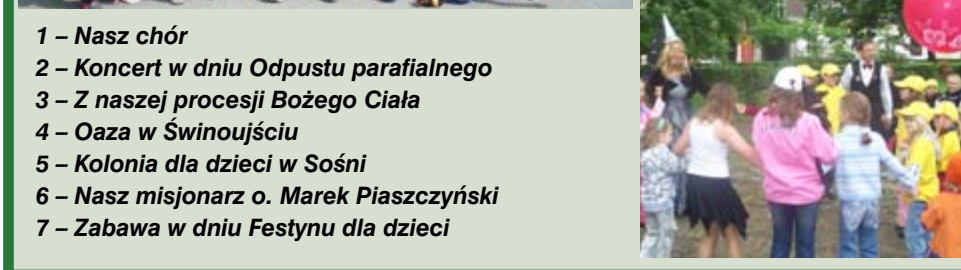 1 – Nasz chór
2 – Koncert w dniu Odpustu parafialnego
3 – Z naszej procesji Bożego Ciała
4 – Oaza w Świnoujściu
5 – Kolonia dla dzieci w Sośni
6 – Nasz misjonarz o. Marek Piaszczyński
7 – Zabawa w dniu Festynu dla dzieci